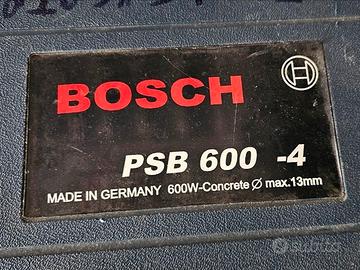 BOSCH
PSB 600 -4
MADE IN GERMANY 600W-Concrete Ø max.13mm
subito